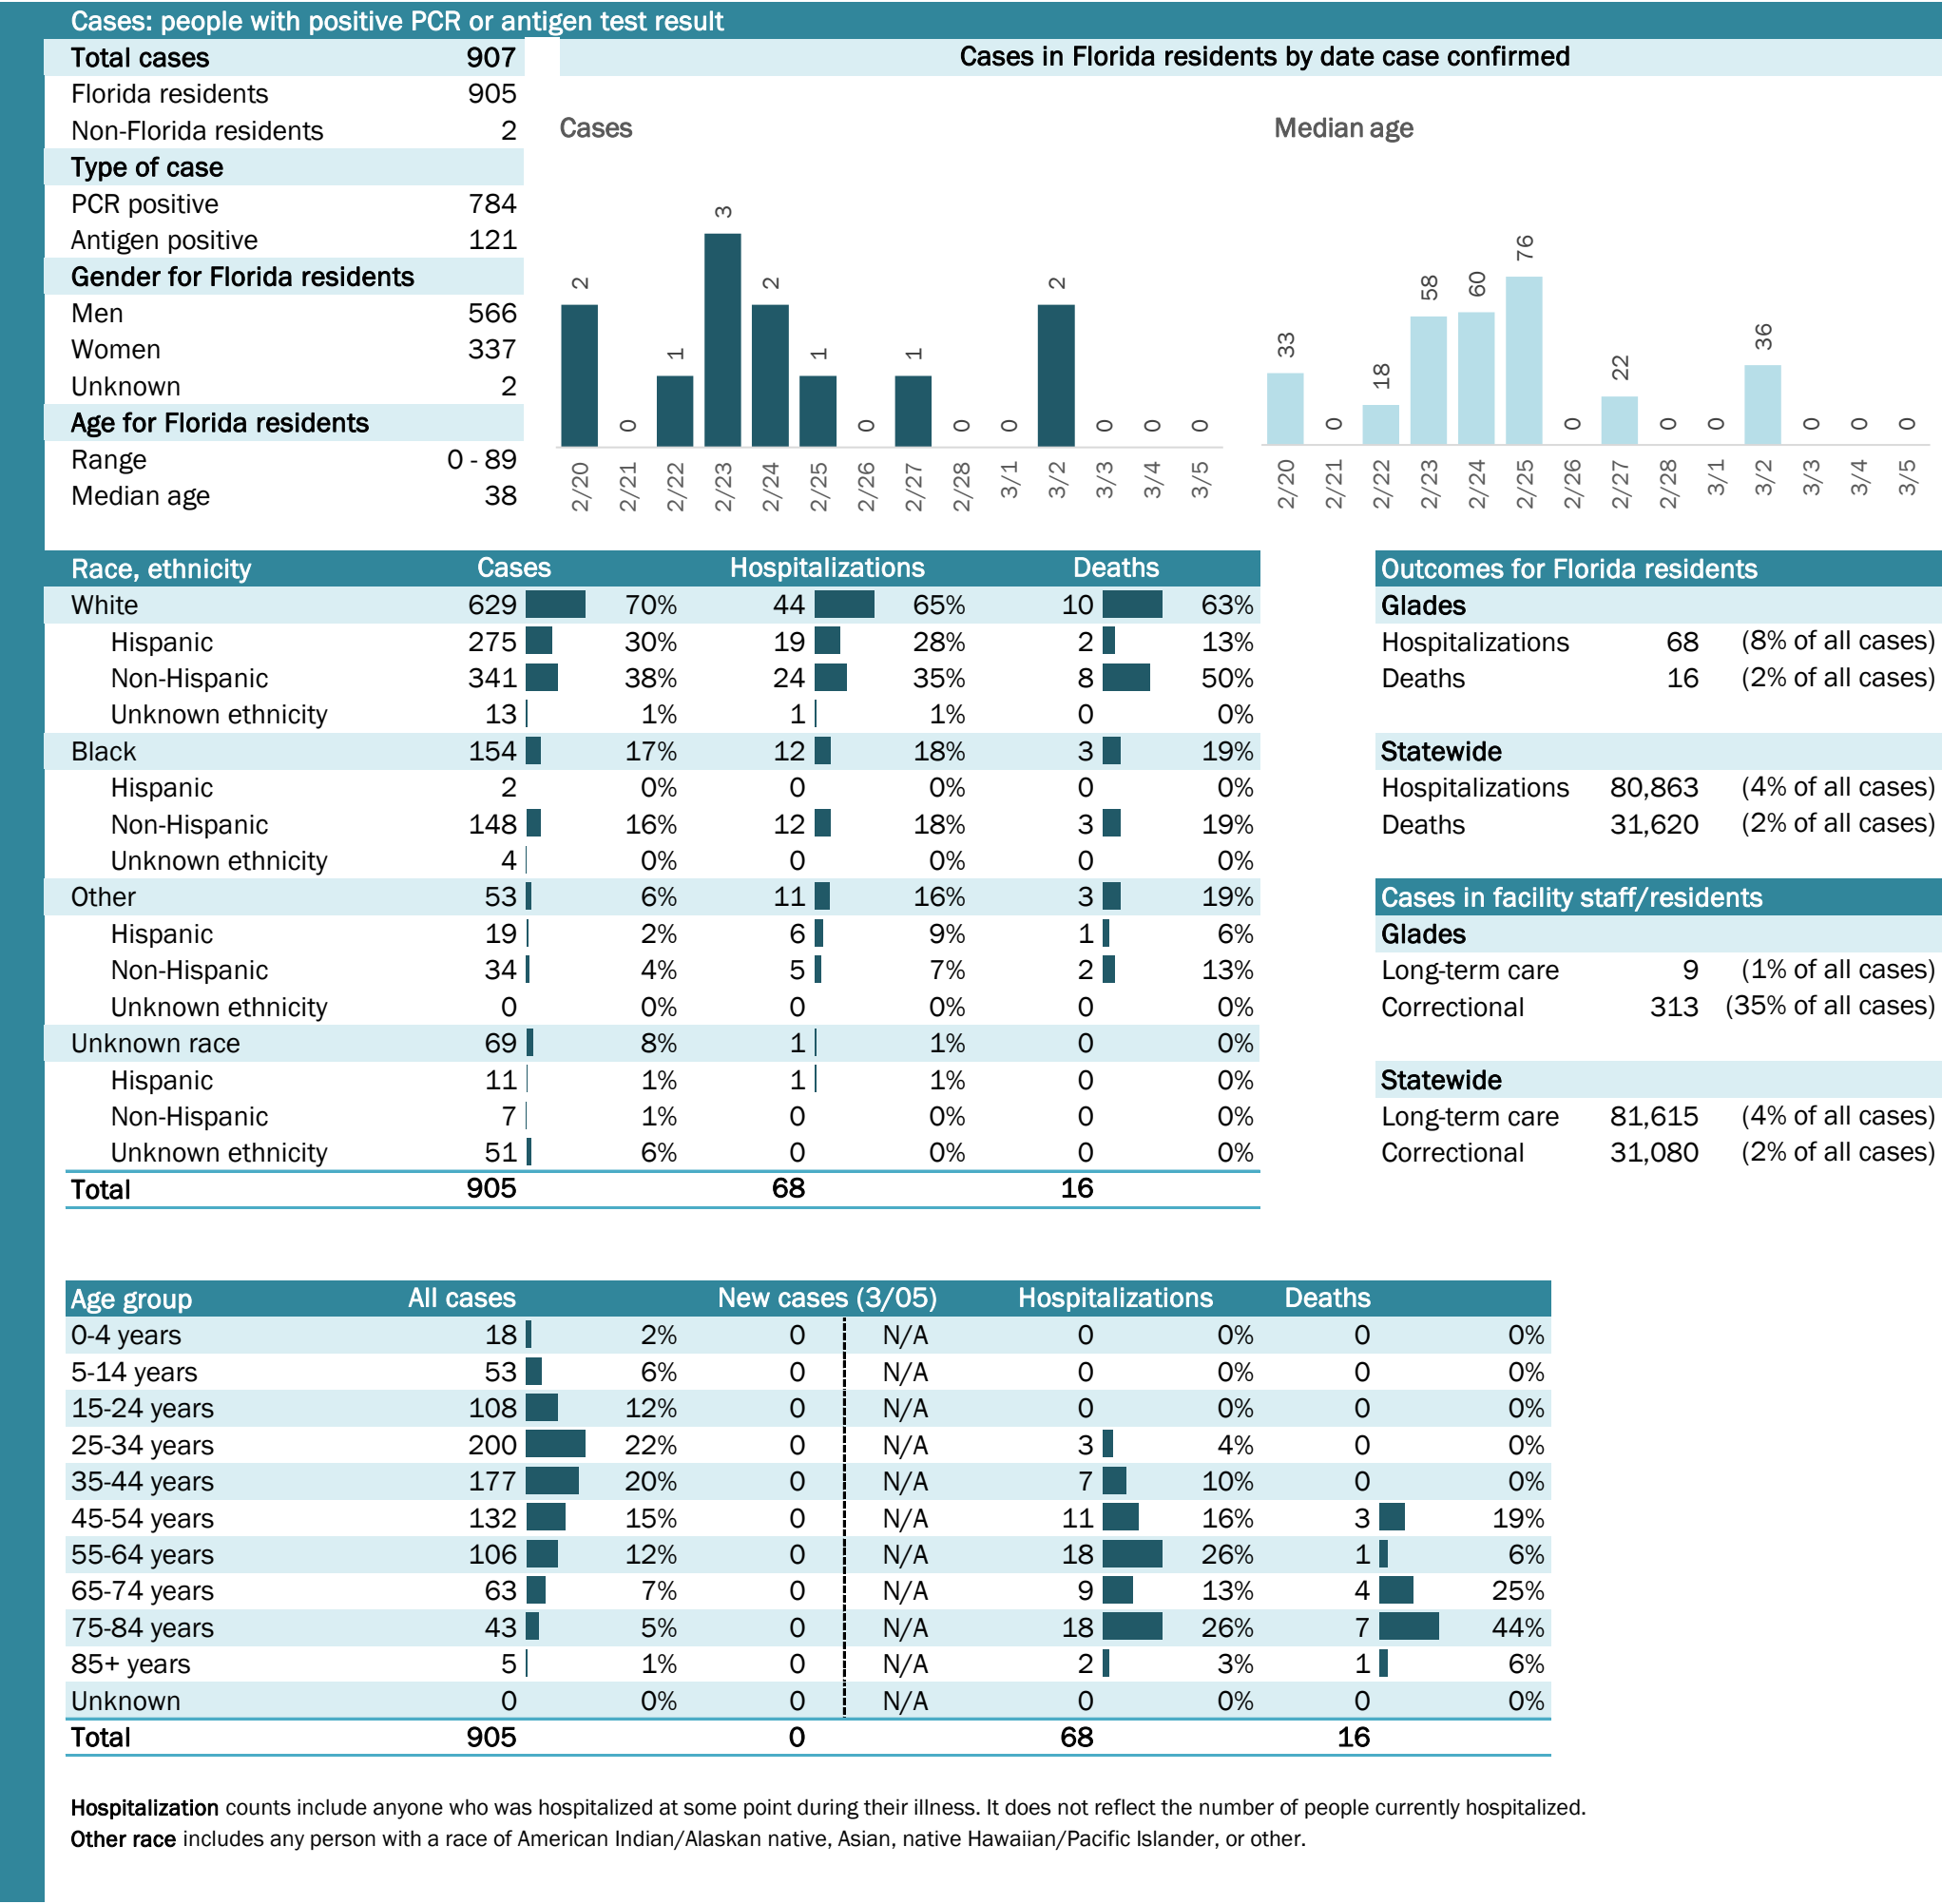 Cases: people with positive PCR or antigen test result
Total cases 907
Florida residents 905
Non-Florida residents 2
Type of case
PCR positive 784
Antigen positive 121
Gender for Florida residents
Men 566
Women 337
Unknown 2
Age for Florida residents
Range 0 - 89
Median age 38
Cases in Florida residents by date case confirmed
Cases
2 0 1 3 2 1 0 1 0 0 2 0 0 0
2/20 2/21 2/22 2/23 2/24 2/25 2/26 2/27 2/28 3/1 3/2 3/3 3/4 3/5
Median age
33 0 18 58 60 76 0 22 0 0 36 0 0 0
2/20 2/21 2/22 2/23 2/24 2/25 2/26 2/27 2/28 3/1 3/2 3/3 3/4 3/5
Race, ethnicity Cases Hospitalizations Deaths
White 629 70% 44 65% 10 63%
Hispanic 275 30% 19 28% 2 13%
Non-Hispanic 341 38% 24 35% 8 50%
Unknown ethnicity 13 1% 1 1% 0 0%
Black 154 17% 12 18% 3 19%
Hispanic 2 0% 0 0% 0 0%
Non-Hispanic 148 16% 12 18% 3 19%
Unknown ethnicity 4 0% 0 0% 0 0%
Other 53 6% 11 16% 3 19%
Hispanic 19 2% 6 9% 1 6%
Non-Hispanic 34 4% 5 7% 2 13%
Unknown ethnicity 0 0% 0 0% 0 0%
Unknown race 69 8% 1 1% 0 0%
Hispanic 11 1% 1 1% 0 0%
Non-Hispanic 7 1% 0 0% 0 0%
Unknown ethnicity 51 6% 0 0% 0 0%
Total 905 68 16
Outcomes for Florida residents
Glades
Hospitalizations 68 (8% of all cases)
Deaths 16 (2% of all cases)
Statewide
Hospitalizations 80,863 (4% of all cases)
Deaths 31,620 (2% of all cases)
Cases in facility staff/residents
Glades
Long-term care 9 (1% of all cases)
Correctional 313 (35% of all cases)
Statewide
Long-term care 81,615 (4% of all cases)
Correctional 31,080 (2% of all cases)
Age group All cases New cases (3/05) Hospitalizations Deaths
0-4 years 18 2% 0 N/A 0 0% 0 0%
5-14 years 53 6% 0 N/A 0 0% 0 0%
15-24 years 108 12% 0 N/A 0 0% 0 0%
25-34 years 200 22% 0 N/A 3 4% 0 0%
35-44 years 177 20% 0 N/A 7 10% 0 0%
45-54 years 132 15% 0 N/A 11 16% 3 19%
55-64 years 106 12% 0 N/A 18 26% 1 6%
65-74 years 63 7% 0 N/A 9 13% 4 25%
75-84 years 43 5% 0 N/A 18 26% 7 44%
85+ years 5 1% 0 N/A 2 3% 1 6%
Unknown 0 0% 0 N/A 0 0% 0 0%
Total 905 0 68 16
Hospitalization counts include anyone who was hospitalized at some point during their illness. It does not reflect the number of people currently hospitalized.
Other race includes any person with a race of American Indian/Alaskan native, Asian, native Hawaiian/Pacific Islander, or other.